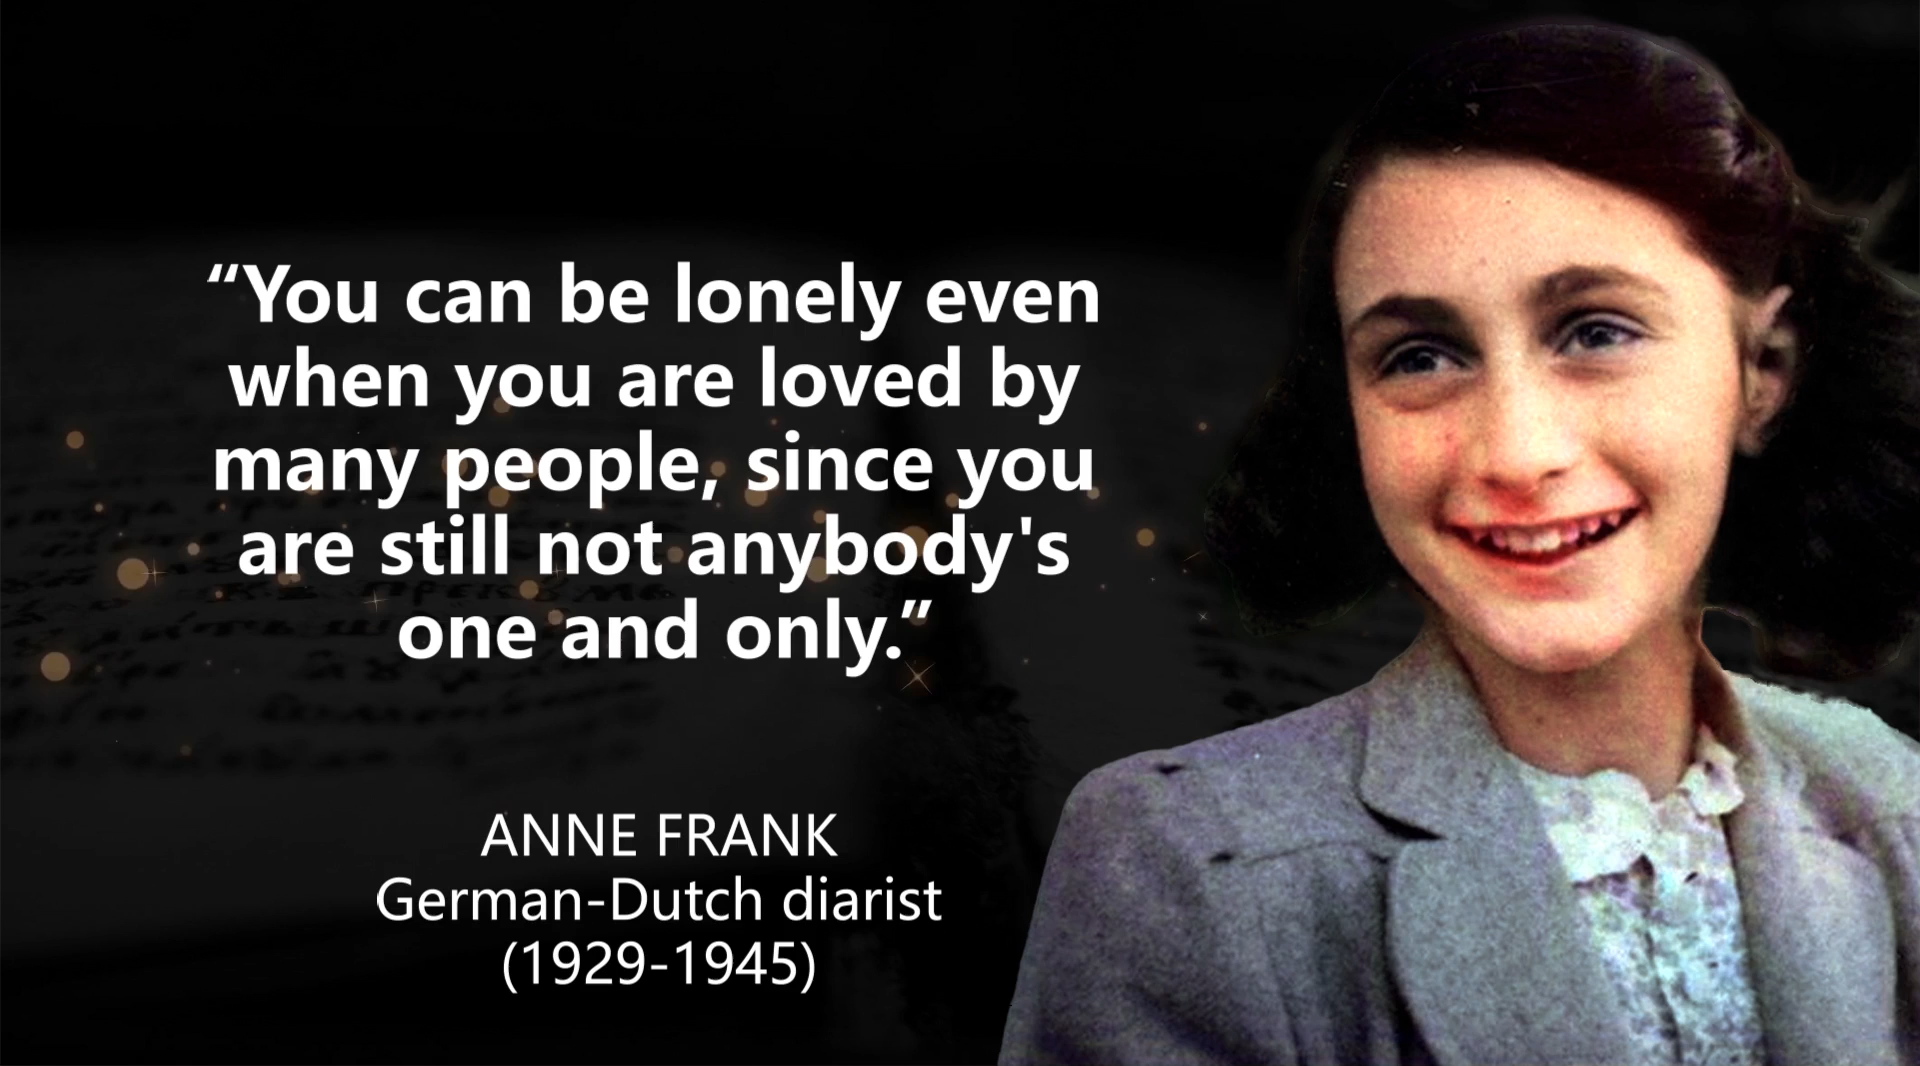 “You can be lonely even
when you are loved by
many people, since you
are still not anybody's
one and only.”
ANNE FRANK
German-Dutch diarist
(1929-1945)